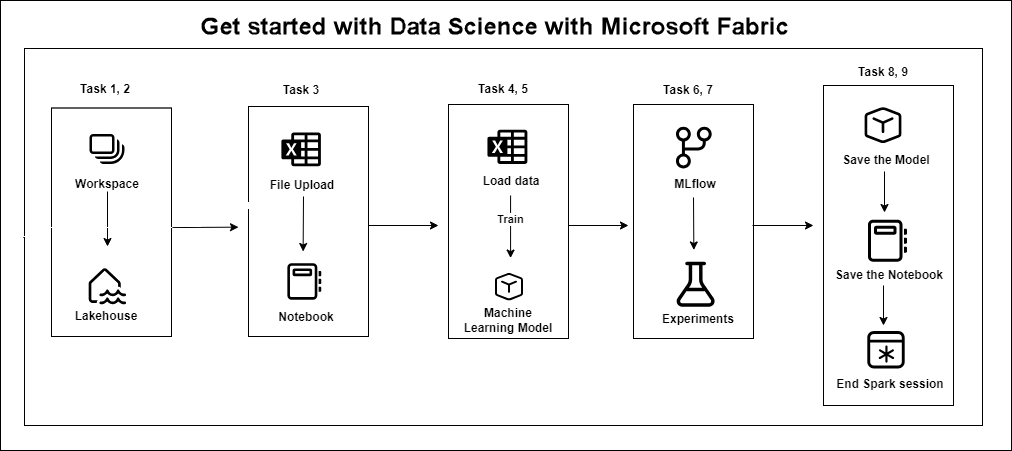 Get started with Data Science with Microsoft Fabric
Task 1, 2
Workspace
Lakehouse
Task 3
File Upload
Notebook
Task 4, 5
Load data
Train
Machine
Learning Model
Task 6, 7
MLflow
Experiments
Task 8, 9
Save the Model
Save the Notebook
End Spark session